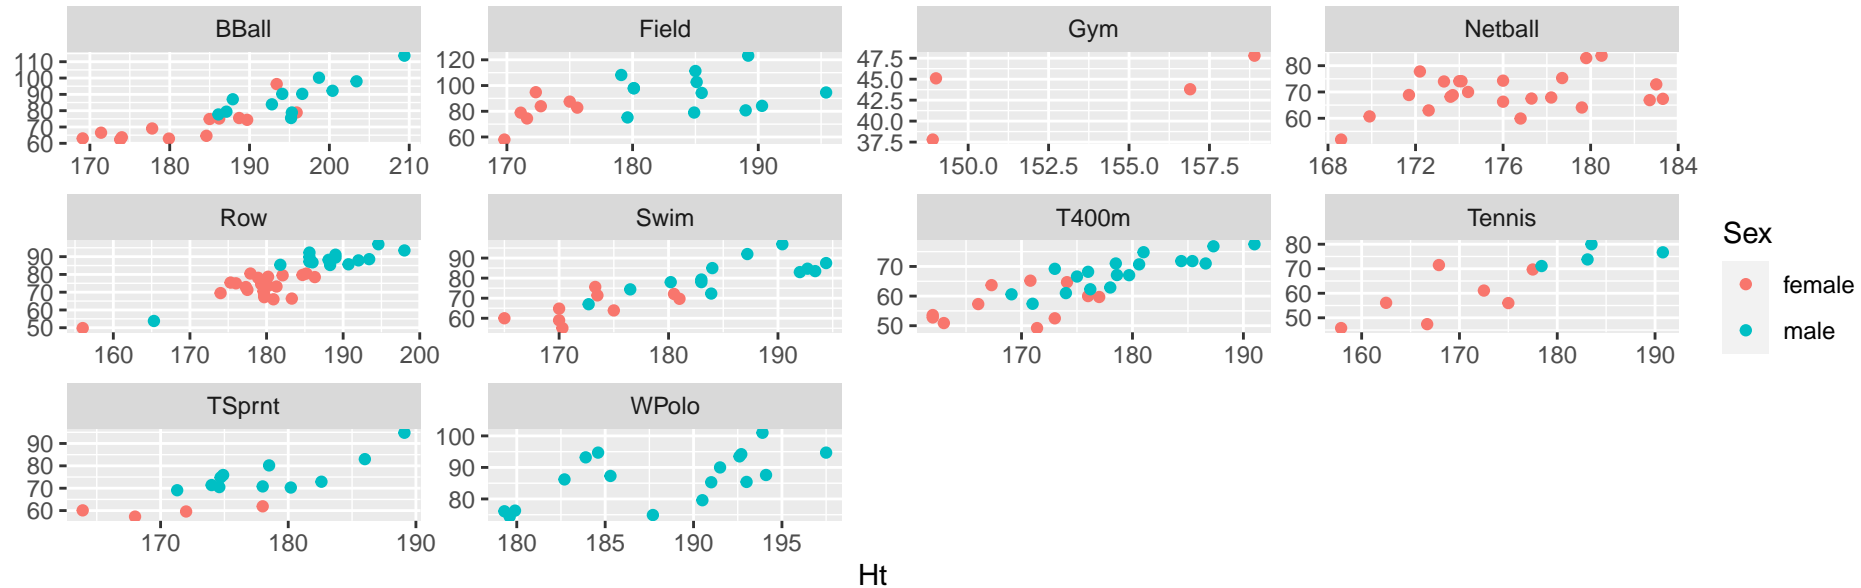 BBall Field Gym Netball
110 100 90 80 70 60
120 100 80 60
47.5 45.0 42.5 40.0 37.5
80 70 60
170 180 190 200 210
170 180 190
150.0 152.5 155.0 157.5
168 172 176 180 184
Row Swim T400m Tennis
90 80 70 60 50
90 80 70 60
70 60 50
80 70 60 50
160 170 180 190 200
170 180 190
170 180 190
160 170 180 190
TSprnt WPolo
90 80 70 60
100 90 80
170 180 190
180 185 190 195
Ht
Sex
female
male